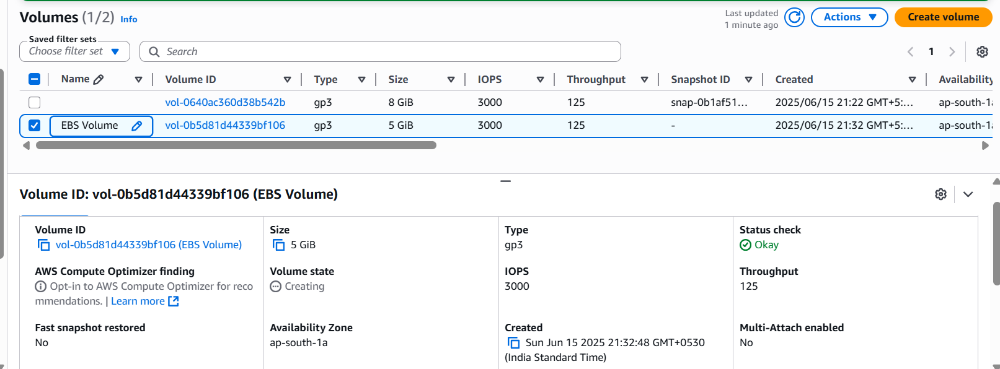 Volumes (1/2) Info
Last updated
1 minute ago
Actions
Create volume
Saved filter sets
Choose filter set
Search
1
Name Volume ID Type Size IOPS Throughput Snapshot ID Created Availability
vol-0640ac360d38b542b gp3 8 GiB 3000 125 snap-0b1af51... 2025/06/15 21:22 GMT+5:... ap-south-1a
EBS Volume vol-0b5d81d44339bf106 gp3 5 GiB 3000 125 - 2025/06/15 21:32 GMT+5:... ap-south-1a
Volume ID: vol-0b5d81d44339bf106 (EBS Volume)
Volume ID
vol-0b5d81d44339bf106 (EBS Volume)
Size
5 GiB
Type
gp3
Status check
Okay
AWS Compute Optimizer finding
Opt-in to AWS Compute Optimizer for reco
mmendations. | Learn more
Volume state
Creating
IOPS
3000
Throughput
125
Fast snapshot restored
No
Availability Zone
ap-south-1a
Created
Sun Jun 15 2025 21:32:48 GMT+0530
(India Standard Time)
Multi-Attach enabled
No